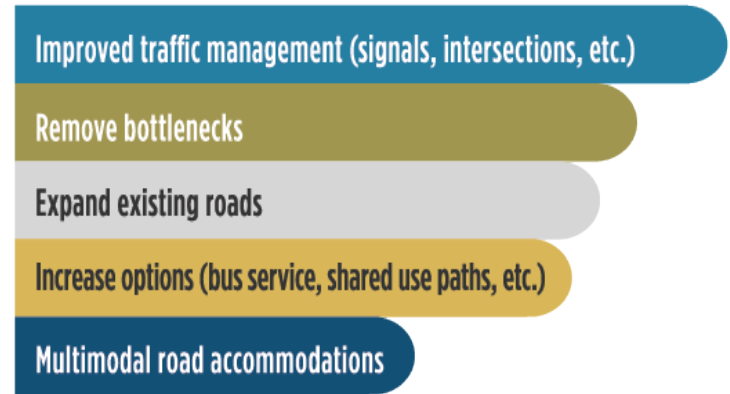 Improved traffic management (signals, intersections, etc.)
Remove bottlenecks
Expand existing roads
Increase options (bus service, shared use paths, etc.)
Multimodal road accommodations